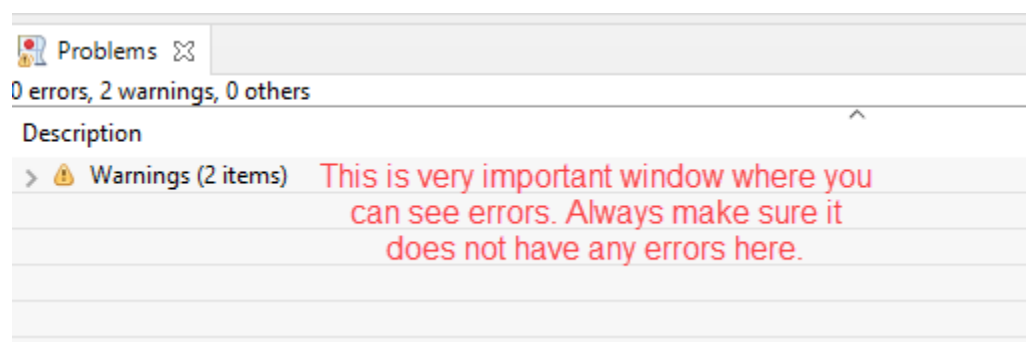 Problems
0 errors, 2 warnings, 0 others
Description
Warnings (2 items)
This is very important window where you
can see errors. Always make sure it
does not have any errors here.